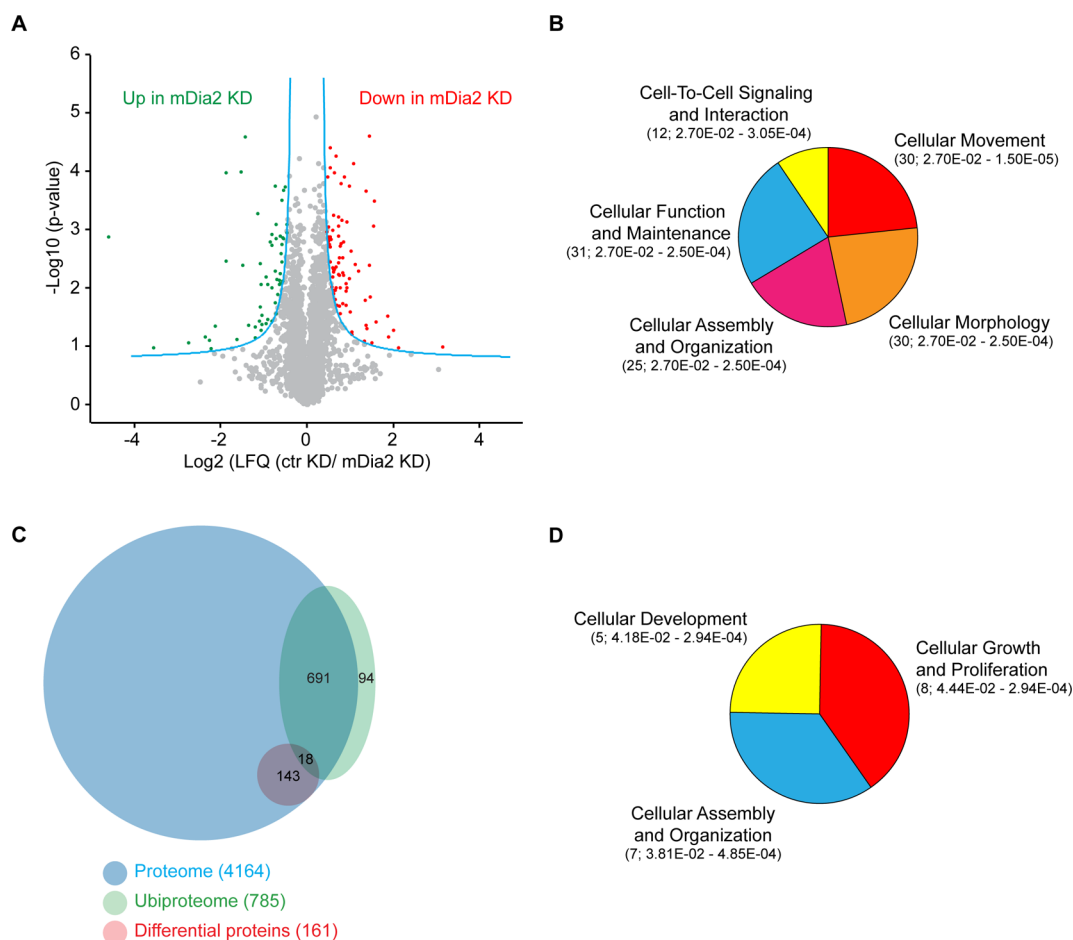 A
6
5
4
3
2
1
0
-Log10 (p-value)
Up in mDia2 KD
Down in mDia2 KD
-4
-2
0
2
4
Log2 (LFQ (ctr KD/ mDia2 KD)
B
Cell-To-Cell Signaling
and Interaction
(12; 2.70E-02 - 3.05E-04)
Cellular Movement
(30; 2.70E-02 - 1.50E-05)
Cellular Function
and Maintenance
(31; 2.70E-02 - 2.50E-04)
Cellular Assembly
and Organization
(25; 2.70E-02 - 2.50E-04)
Cellular Morphology
(30; 2.70E-02 - 2.50E-04)
C
691
94
18
143
Proteome (4164)
Ubiproteome (785)
Differential proteins (161)
D
Cellular Development
(5; 4.18E-02 - 2.94E-04)
Cellular Growth
and Proliferation
(8; 4.44E-02 - 2.94E-04)
Cellular Assembly
and Organization
(7; 3.81E-02 - 4.85E-04)